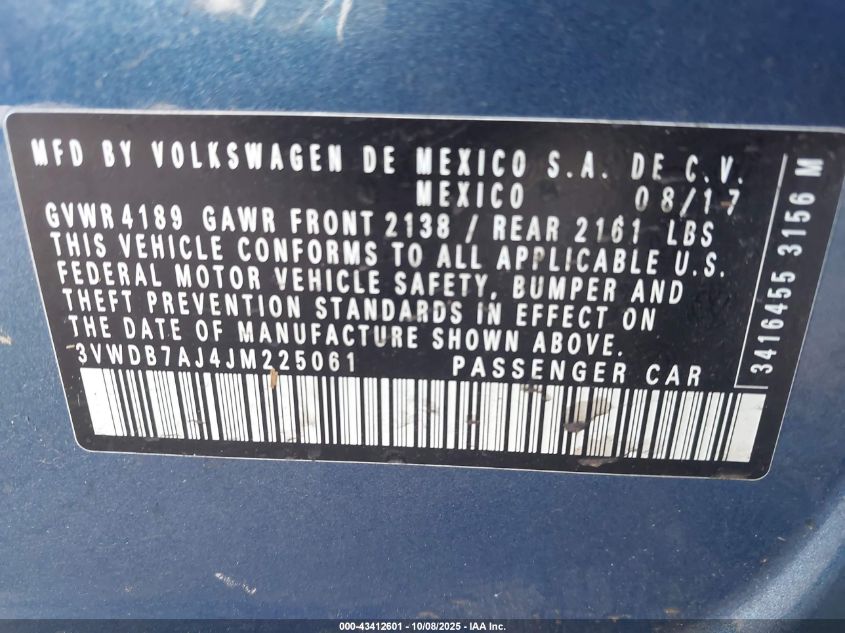 MFD BY VOLKSWAGEN DE MEXICO S.A. DE C.V.
MEXICO 08/17
GVWR 4189 GAWR FRONT 2138 / REAR 2161 LBS
THIS VEHICLE CONFORMS TO ALL APPLICABLE U.S.
FEDERAL MOTOR VEHICLE SAFETY, BUMPER AND
THEFT PREVENTION STANDARDS IN EFFECT ON
THE DATE OF MANUFACTURE SHOWN ABOVE.
3VWDB7AJ4JM225061 PASSENGER CAR
3416455 3156 M
000-43412601 - 10/08/2025 - IAA Inc.